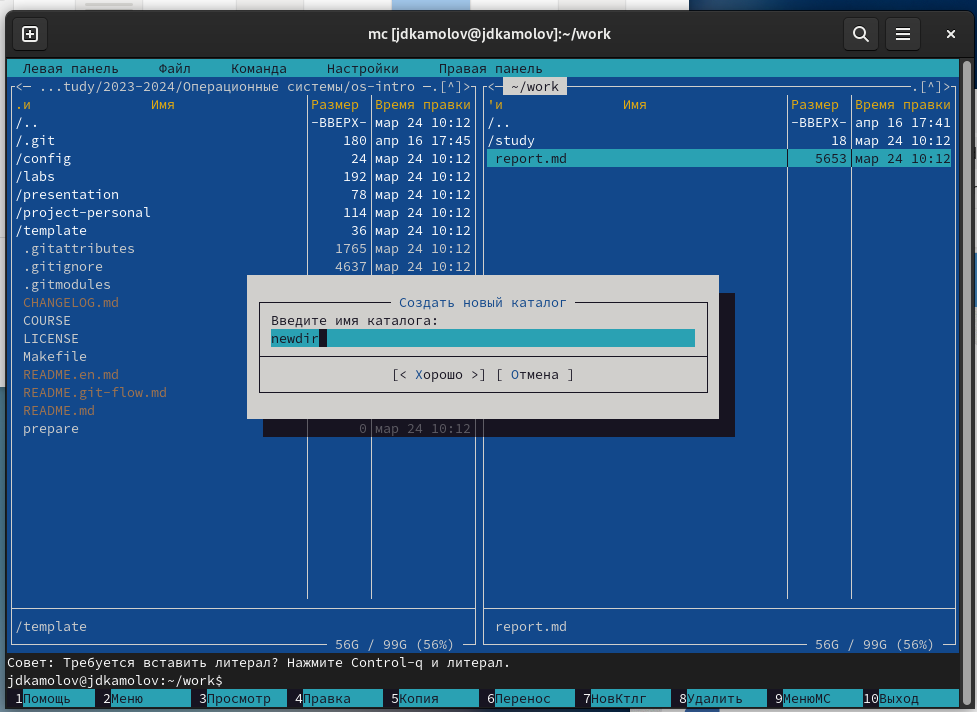 mc [jdkamolov@jdkamolov]:~/work
Левая панель Файл Команда Настройки Правая панель
<─ ...tudy/2023-2024/Операционные системы/os-intro ─.[^]> <─ ~/work .[^]>
.и Имя Размер Время правки 'и Имя Размер Время правки
/.. -ВВЕРХ- мар 24 10:12 /.. -ВВЕРХ- апр 16 17:41
/.git 180 апр 16 17:45 /study 18 мар 24 10:12
/config 24 мар 24 10:12 report.md 5653 мар 24 10:12
/labs 192 мар 24 10:12
/presentation 78 мар 24 10:12
/project-personal 114 мар 24 10:12
/template 36 мар 24 10:12
.gitattributes 1765 мар 24 10:12
.gitignore 4637 мар 24 10:12
.gitmodules
CHANGELOG.md Создать новый каталог
COURSE Введите имя каталога:
LICENSE newdir
Makefile
README.en.md [< Хорошо >] [ Отмена ]
README.git-flow.md
README.md
prepare 0 мар 24 10:12
/template report.md
56G / 99G (56%) 56G / 99G (56%)
Совет: Требуется вставить литерал? Нажмите Control-q и литерал.
jdkamolov@jdkamolov:~/work$
1Помощь 2Меню 3Просмотр 4Правка 5Копия 6Перенос 7НовКтлг 8Удалить 9МенюMC 10Выход